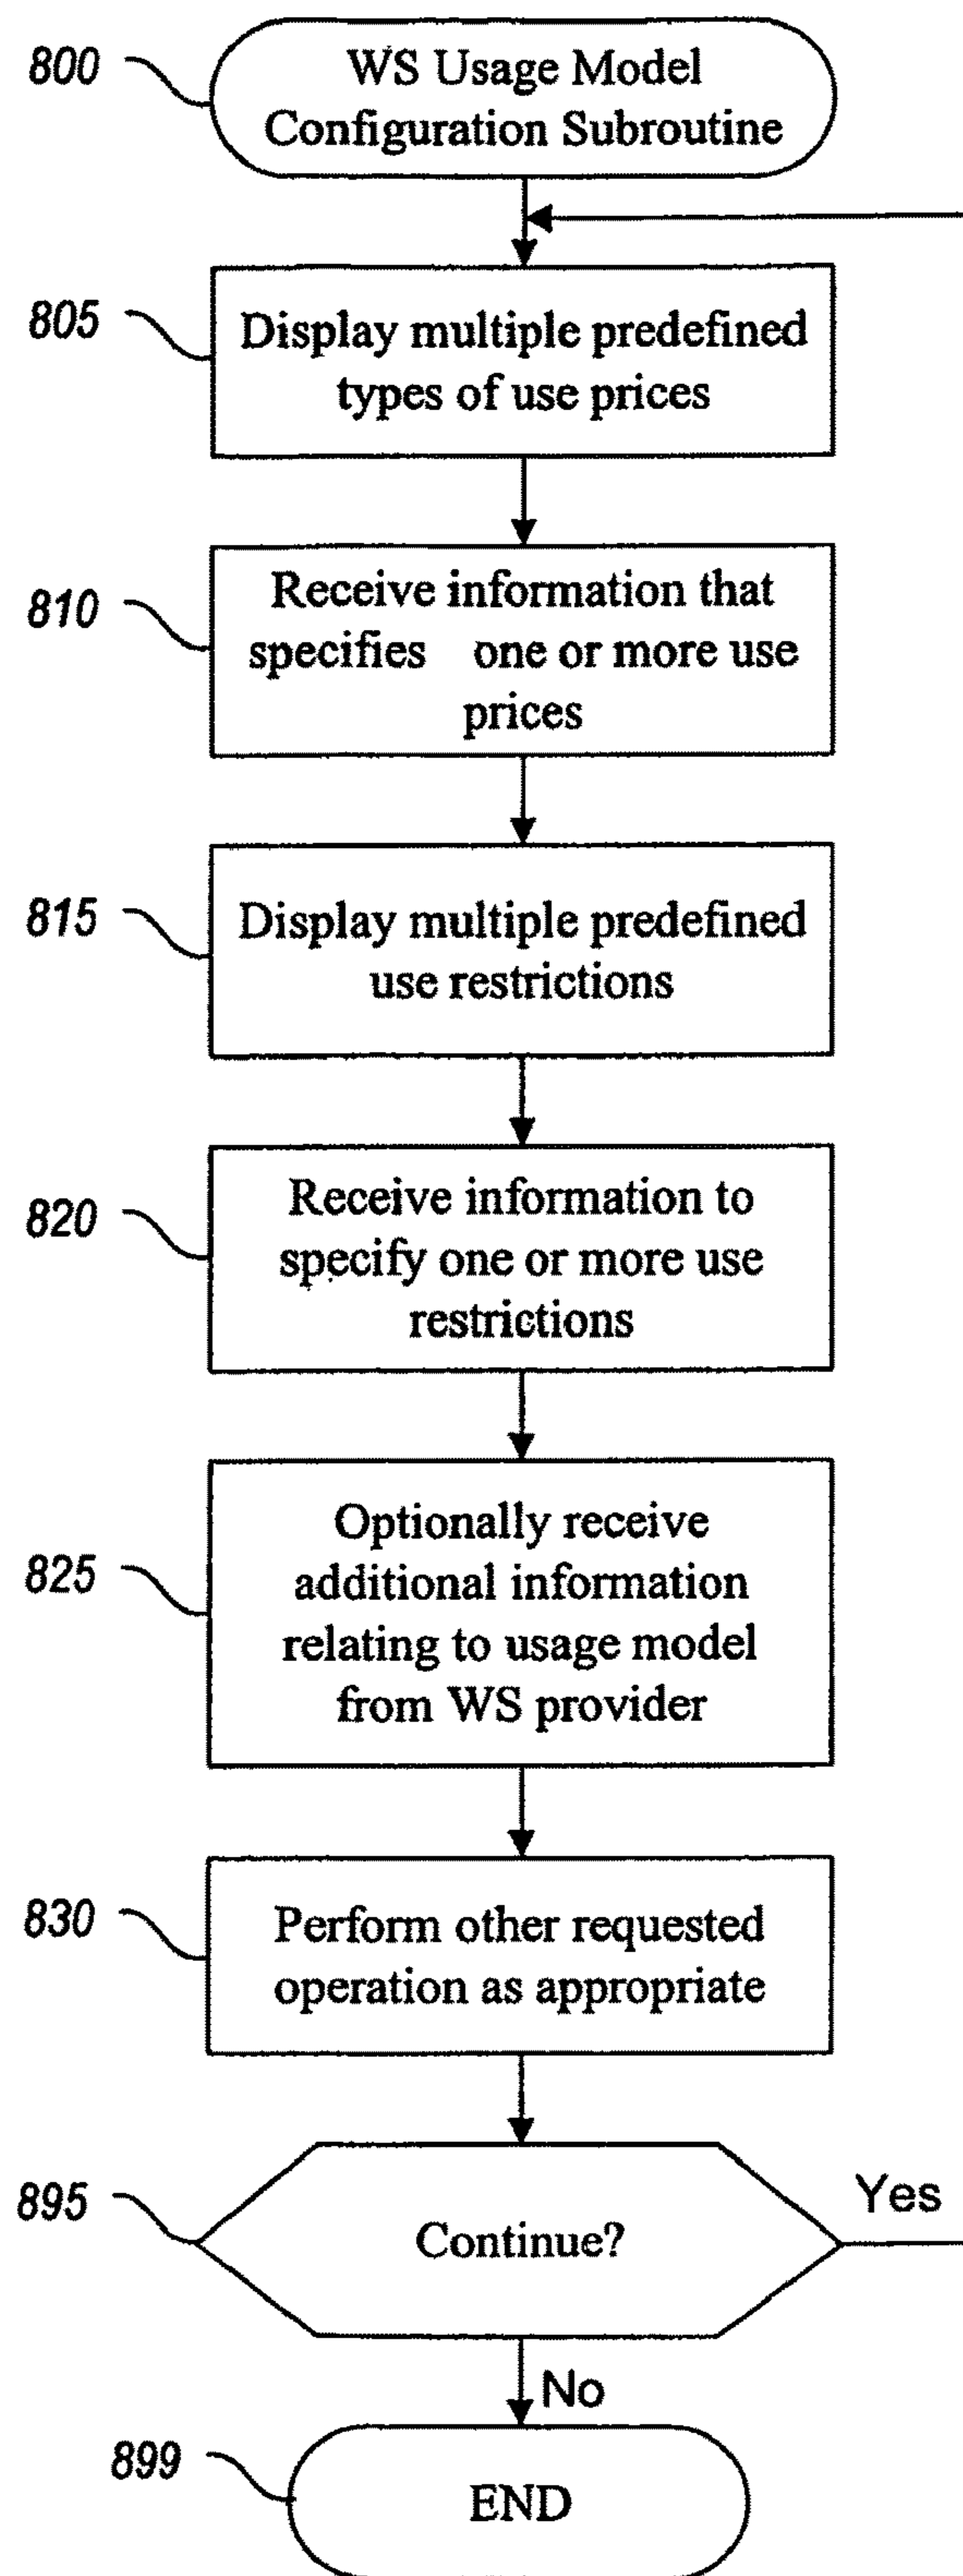 800
WS Usage Model
Configuration Subroutine
805
Display multiple predefined
types of use prices
810
Receive information that
specifies one or more use
prices
815
Display multiple predefined
use restrictions
820
Receive information to
specify one or more use
restrictions
825
Optionally receive
additional information
relating to usage model
from WS provider
830
Perform other requested
operation as appropriate
895
Continue?
Yes
No
899
END